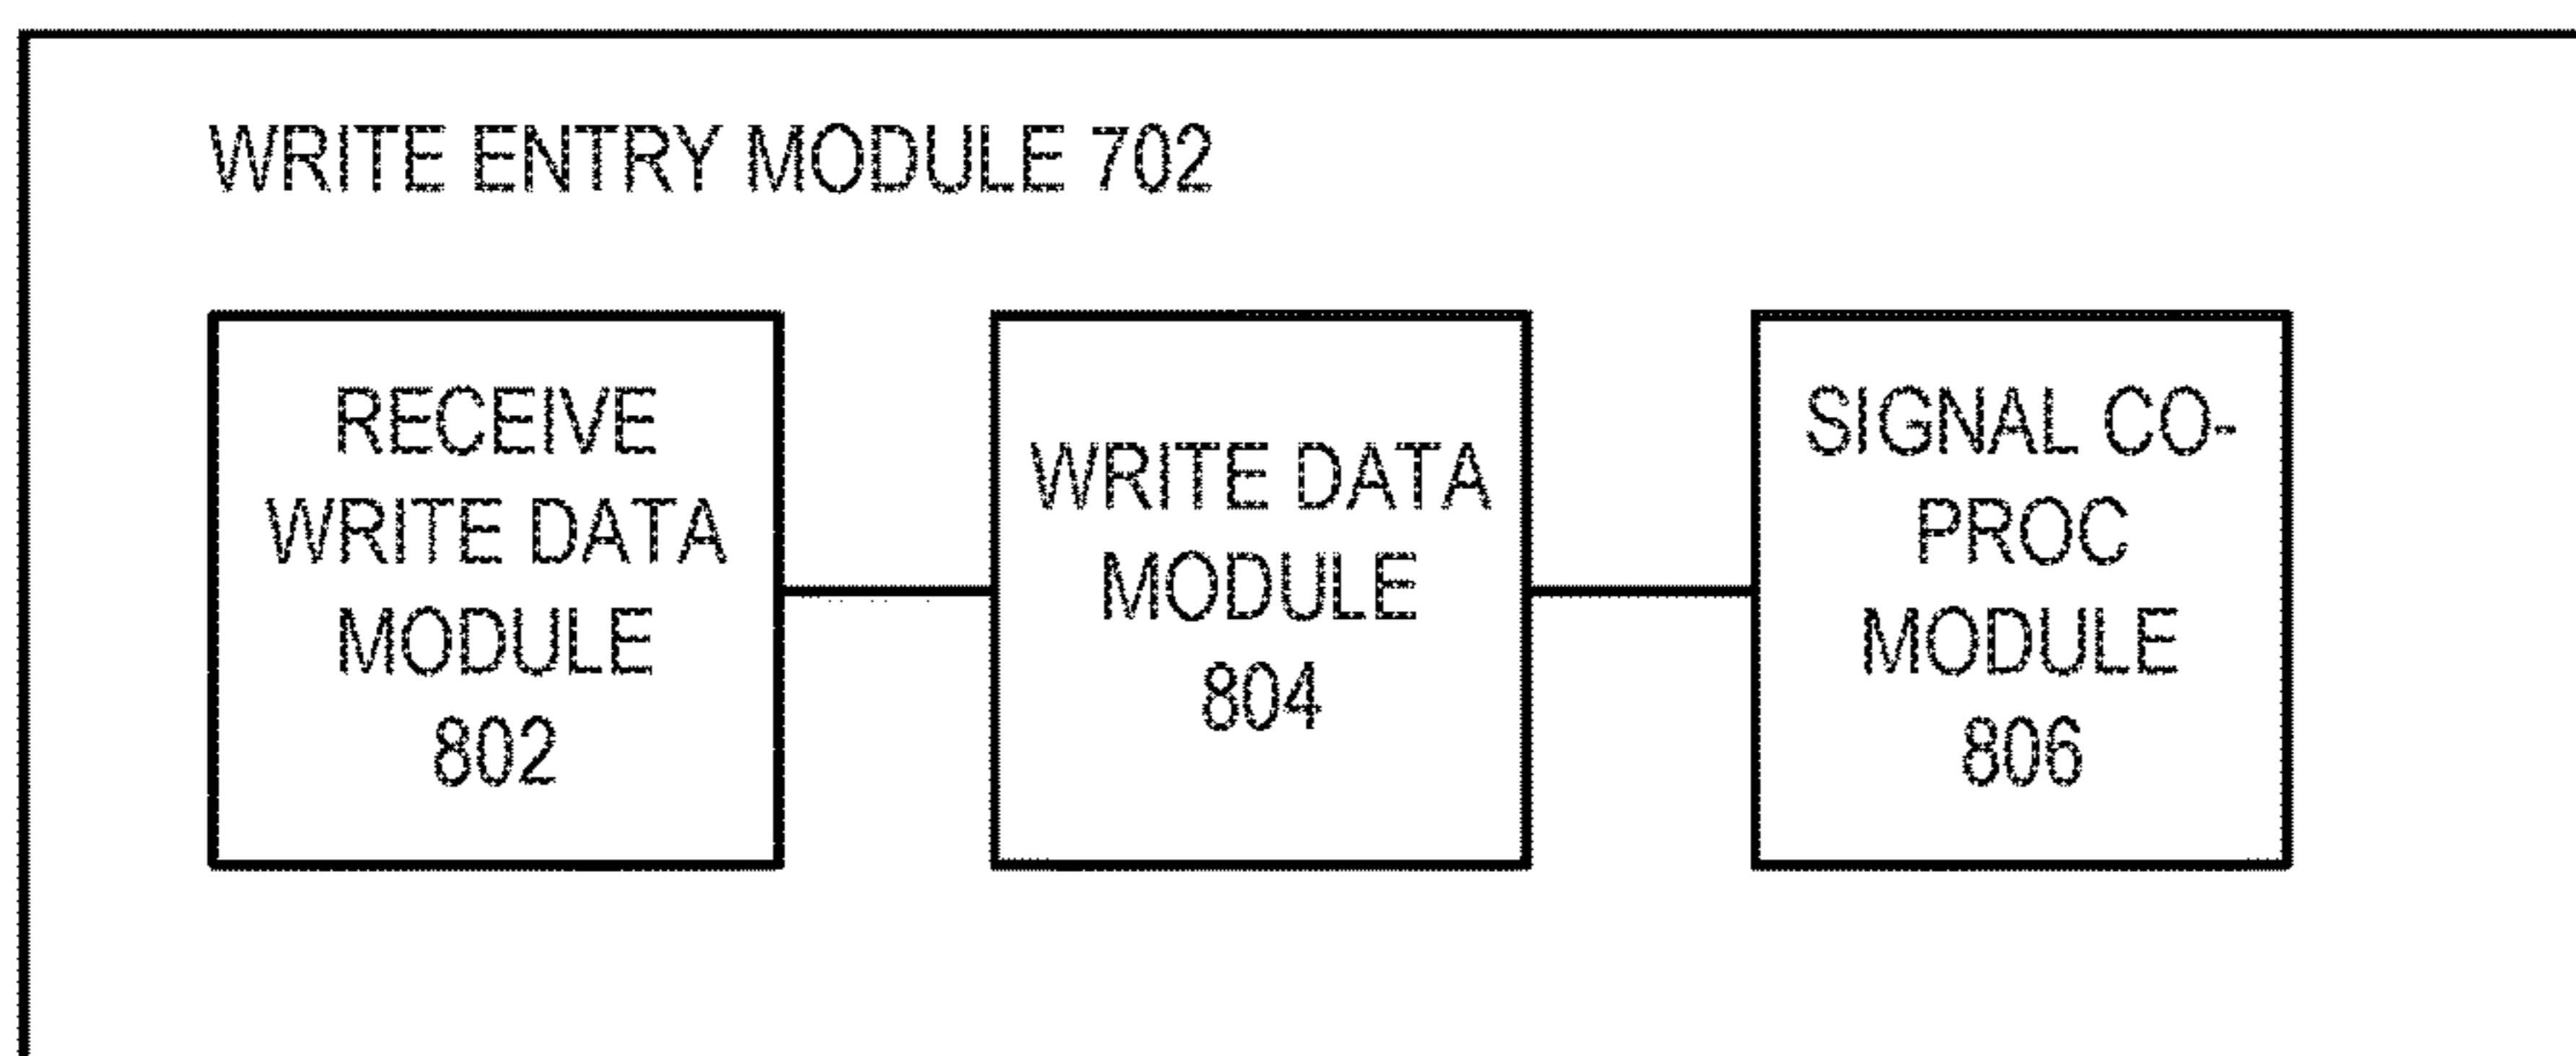 WRITE ENTRY MODULE 702
RECEIVE
WRITE DATA
MODULE
802
WRITE DATA
MODULE
804
SIGNAL CO-
PROC
MODULE
806